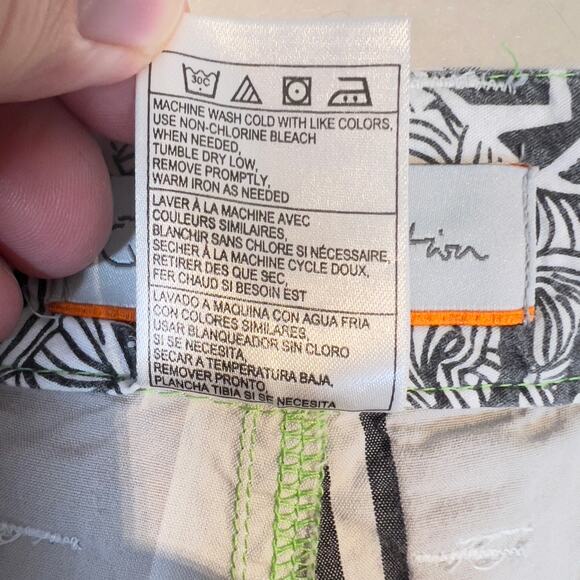 30C
MACHINE WASH COLD WITH LIKE COLORS,
USE NON-CHLORINE BLEACH
WHEN NEEDED,
TUMBLE DRY LOW,
REMOVE PROMPTLY,
WARM IRON AS NEEDED
LAVER À LA MACHINE AVEC
COULEURS SIMILAIRES,
BLANCHIR SANS CHLORE SI NÉCESSAIRE,
SECHER À LA MACHINE CYCLE DOUX,
RETIRER DES QUE SEC,
FER CHAUD SI BESOIN EST
LAVADO A MAQUINA CON AGUA FRIA
CON COLORES SIMILARES,
USAR BLANQUEADOR SIN CLORO
SI SE NECESITA,
SECAR A TEMPERATURA BAJA,
REMOVER PRONTO,
PLANCHA TIBIA SI SE NECESITA